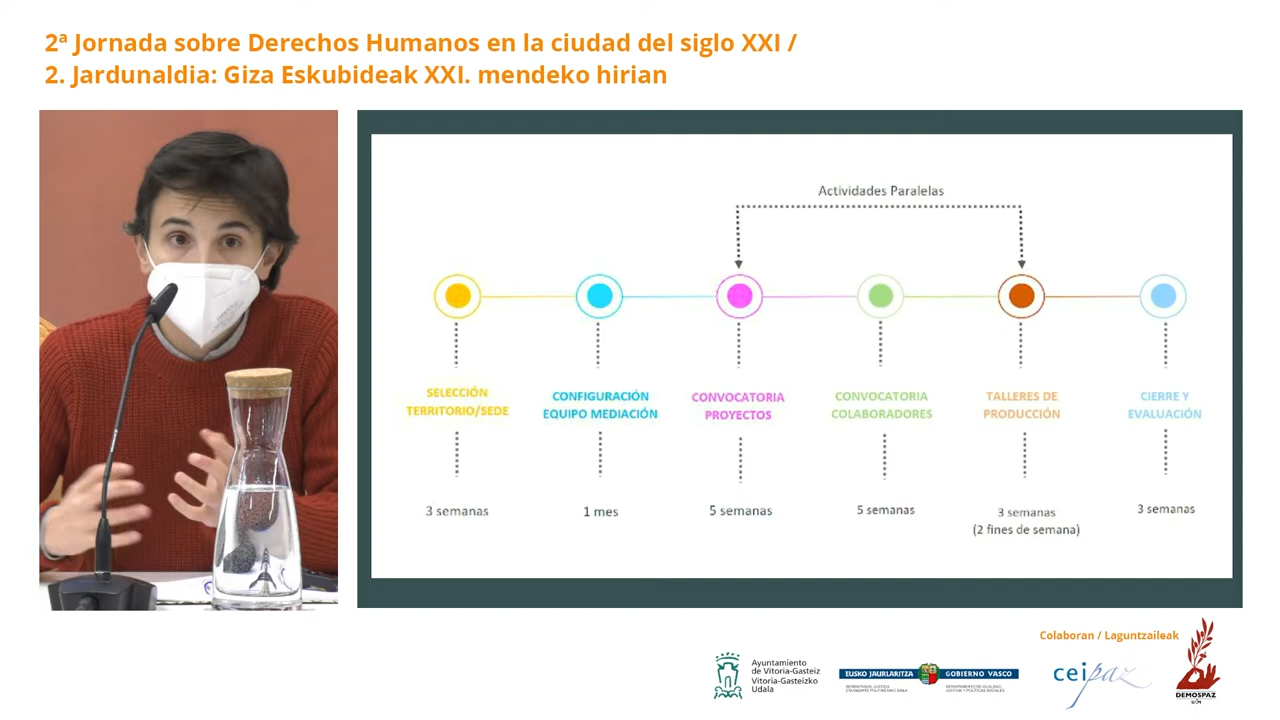 2ª Jornada sobre Derechos Humanos en la ciudad del siglo XXI /
2. Jardunaldia: Giza Eskubideak XXI. mendeko hirian
Actividades Paralelas
SELECCIÓN
TERRITORIO/SEDE
CONFIGURACIÓN
EQUIPO MEDIACIÓN
CONVOCATORIA
PROYECTOS
CONVOCATORIA
COLABORADORES
TALLERES DE
PRODUCCIÓN
CIERRE Y
EVALUACIÓN
3 semanas
1 mes
5 semanas
5 semanas
3 semanas
(2 fines de semana)
3 semanas
Colaboran / Laguntzaileak
Ayuntamiento
de Vitoria-Gasteiz
Vitoria-Gasteizko
Udala
EUSKO JAURLARITZA
GOBIERNO VASCO
ceipaz
DEMOSPAZ